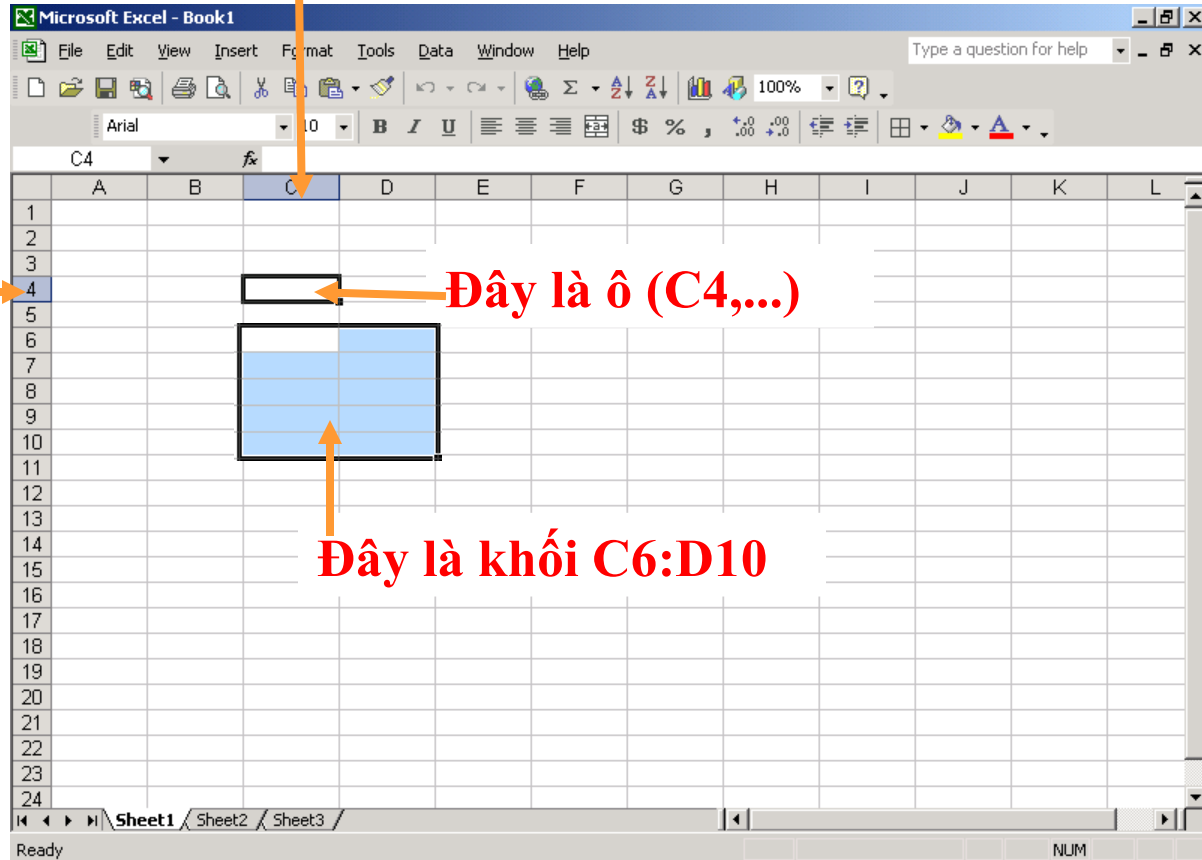 Microsoft Excel - Book1
File Edit View Insert Format Tools Data Window Help Type a question for help
100%
Arial 10 B I U $ % ,
C4 fx
A B C D E F G H I J K L
1
2
3
4 Đây là ô (C4,...)
5
6
7
8
9
10
11
12
13
14 Đây là khối C6:D10
15
16
17
18
19
20
21
22
23
24
Sheet1 Sheet2 Sheet3
Ready NUM